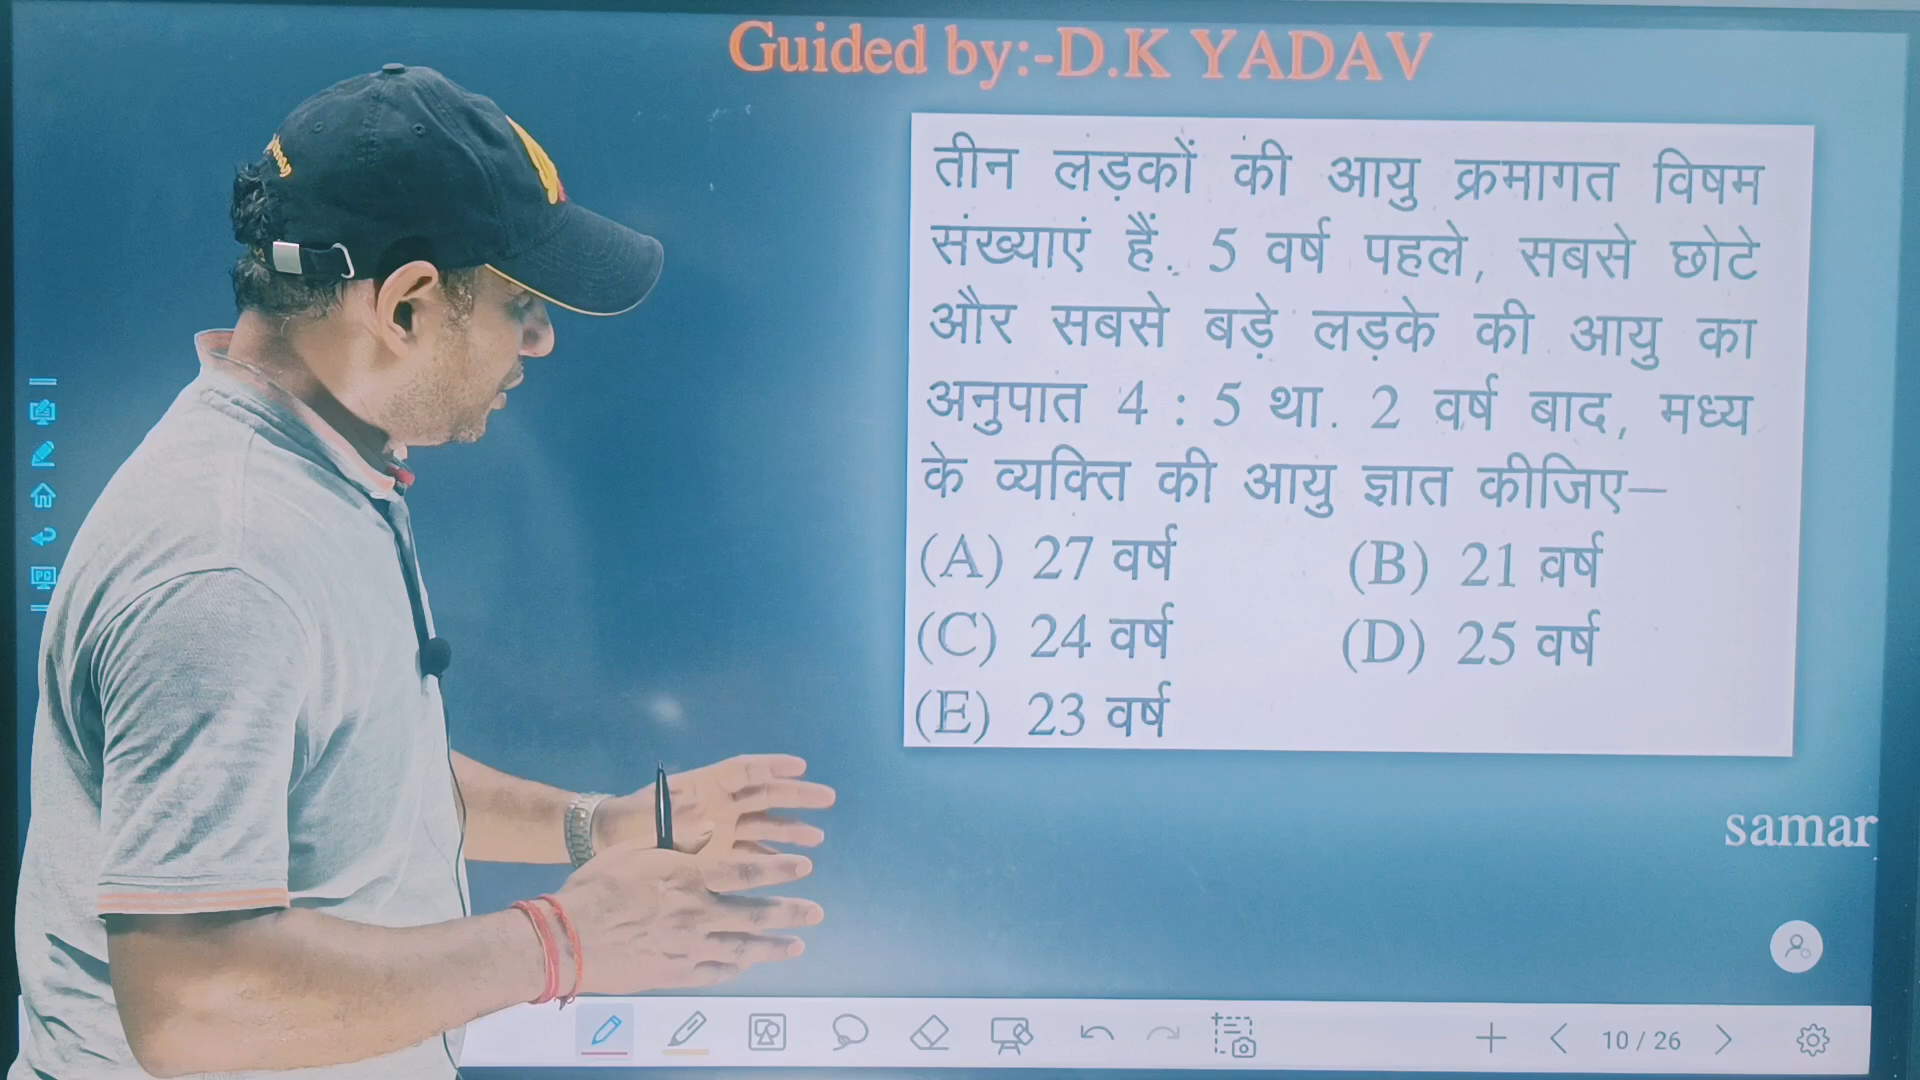 Guided by:-D.K YADAV
तीन लड़कों की आयु क्रमागत विषम
संख्याएं हैं. 5 वर्ष पहले, सबसे छोटे
और सबसे बड़े लड़के की आयु का
अनुपात 4 : 5 था. 2 वर्ष बाद, मध्य
के व्यक्ति की आयु ज्ञात कीजिए–
(A) 27 वर्ष (B) 21 वर्ष
(C) 24 वर्ष (D) 25 वर्ष
(E) 23 वर्ष
samar
10 / 26